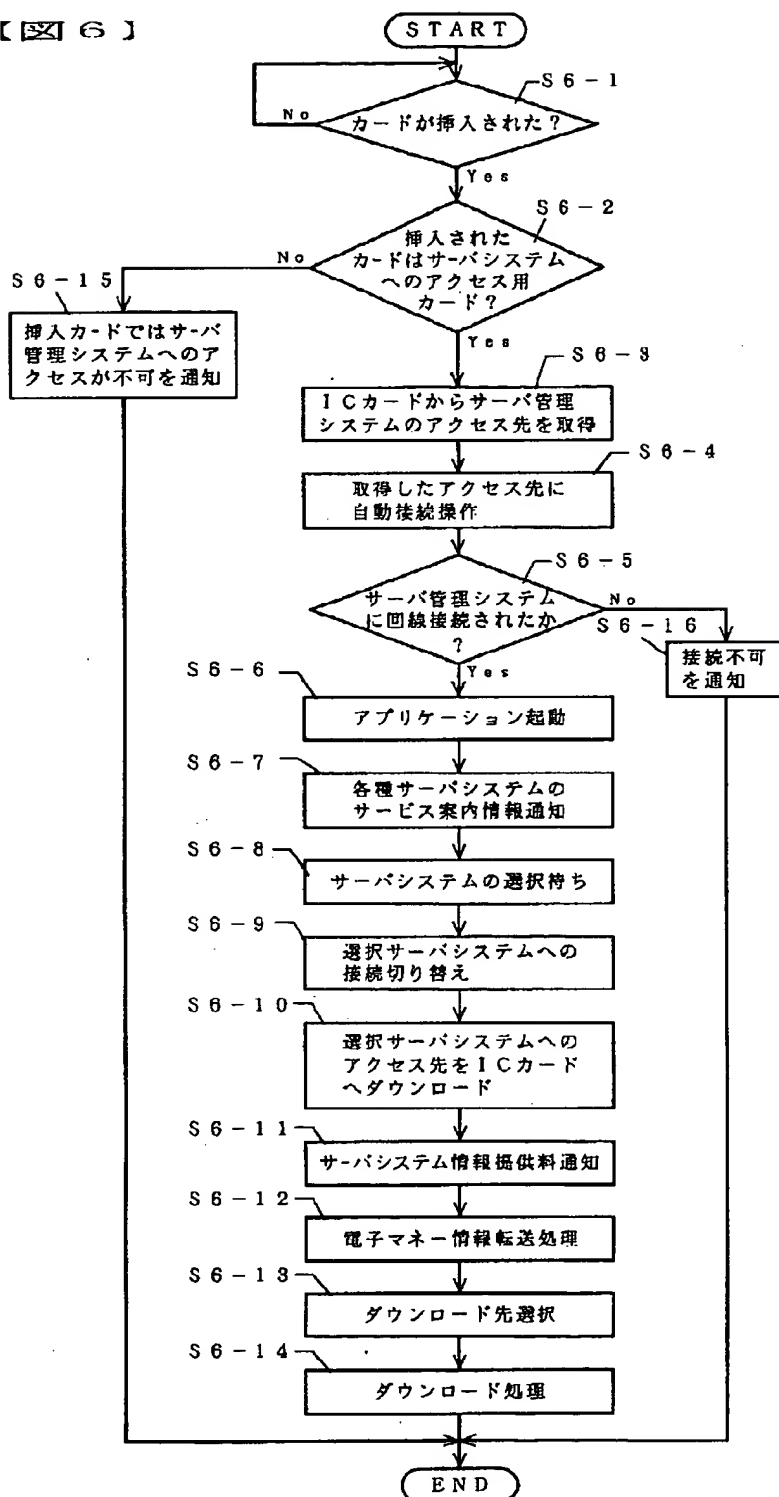 【図６】
START
S6-1
カードが挿入された？
No
Yes
S6-2
挿入された
カードはサーバシステム
へのアクセス用
カード？
No
Yes
S6-15
挿入カードではサーバ
管理システムへのア
クセスが不可を通知
S6-3
ICカードからサーバ管理
システムのアクセス先を取得
S6-4
取得したアクセス先に
自動接続操作
S6-5
サーバ管理システム
に回線接続されたか
？
No
Yes
S6-16
接続不可
を通知
S6-6
アプリケーション起動
S6-7
各種サーバシステムの
サービス案内情報通知
S6-8
サーバシステムの選択待ち
S6-9
選択サーバシステムへの
接続切り替え
S6-10
選択サーバシステムへの
アクセス先をICカード
へダウンロード
S6-11
サーバシステム情報提供料通知
S6-12
電子マネー情報転送処理
S6-13
ダウンロード先選択
S6-14
ダウンロード処理
END